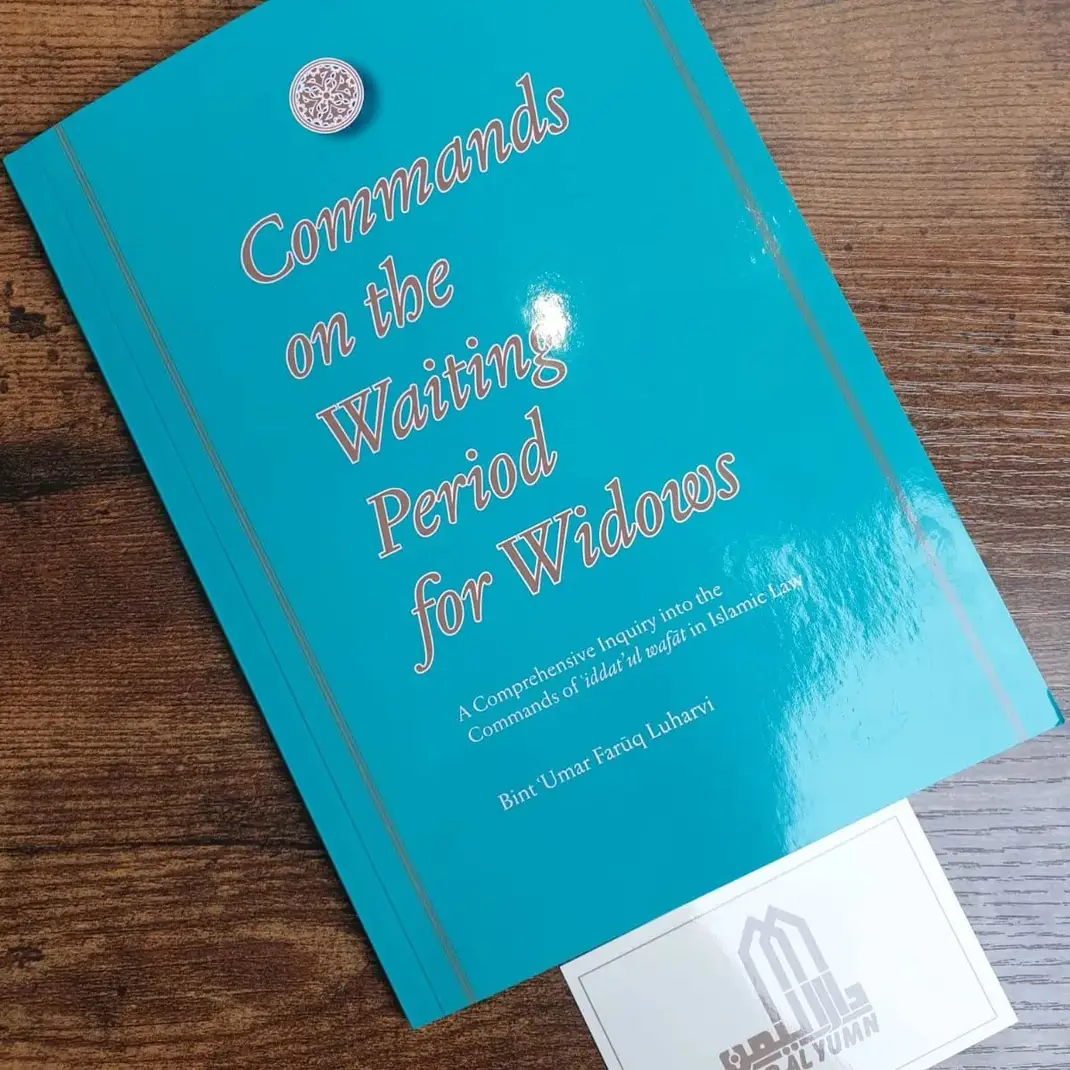 Commands
on the
Waiting
Period
for Widows
A Comprehensive Inquiry into the
Commands of ʿiddat’ul wafāt in Islamic Law
Bint ʿUmar Farūq Luharvi
AL YUMN